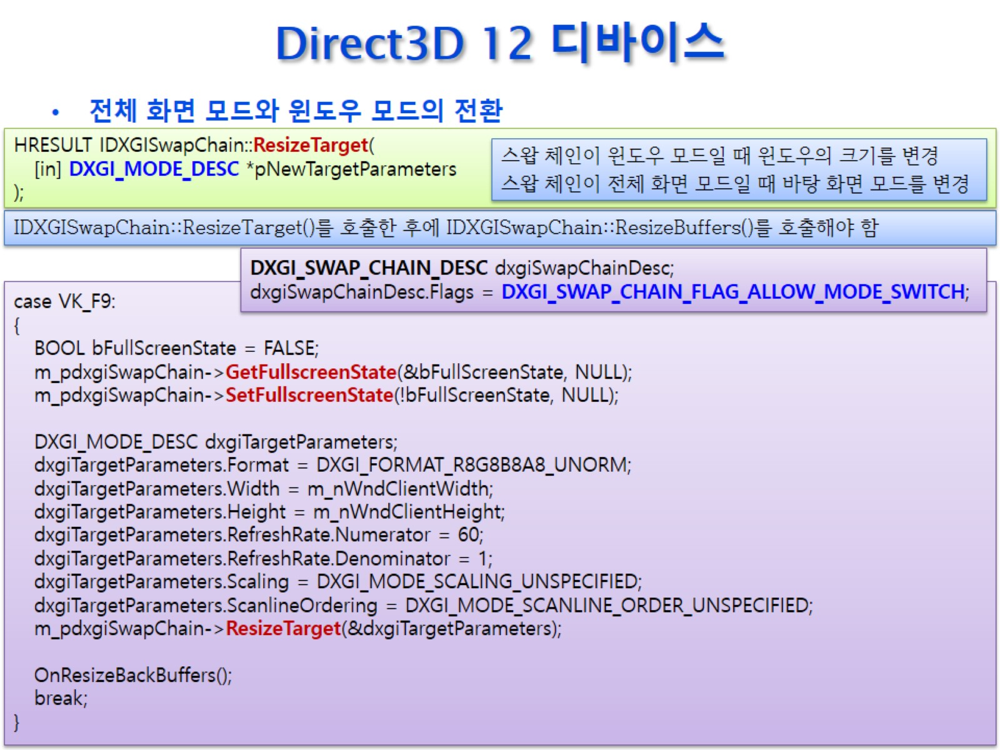 Direct3D 12 디바이스
• 전체 화면 모드와 윈도우 모드의 전환
HRESULT IDXGISwapChain::ResizeTarget(
[in] DXGI_MODE_DESC *pNewTargetParameters
);
스왑 체인이 윈도우 모드일 때 윈도우의 크기를 변경
스왑 체인이 전체 화면 모드일 때 바탕 화면 모드를 변경
IDXGISwapChain::ResizeTarget()를 호출한 후에 IDXGISwapChain::ResizeBuffers()를 호출해야 함
DXGI_SWAP_CHAIN_DESC dxgiSwapChainDesc;
dxgiSwapChainDesc.Flags = DXGI_SWAP_CHAIN_FLAG_ALLOW_MODE_SWITCH;
case VK_F9:
{
BOOL bFullScreenState = FALSE;
m_pdxgiSwapChain->GetFullscreenState(&bFullScreenState, NULL);
m_pdxgiSwapChain->SetFullscreenState(!bFullScreenState, NULL);
DXGI_MODE_DESC dxgiTargetParameters;
dxgiTargetParameters.Format = DXGI_FORMAT_R8G8B8A8_UNORM;
dxgiTargetParameters.Width = m_nWndClientWidth;
dxgiTargetParameters.Height = m_nWndClientHeight;
dxgiTargetParameters.RefreshRate.Numerator = 60;
dxgiTargetParameters.RefreshRate.Denominator = 1;
dxgiTargetParameters.Scaling = DXGI_MODE_SCALING_UNSPECIFIED;
dxgiTargetParameters.ScanlineOrdering = DXGI_MODE_SCANLINE_ORDER_UNSPECIFIED;
m_pdxgiSwapChain->ResizeTarget(&dxgiTargetParameters);
OnResizeBackBuffers();
break;
}